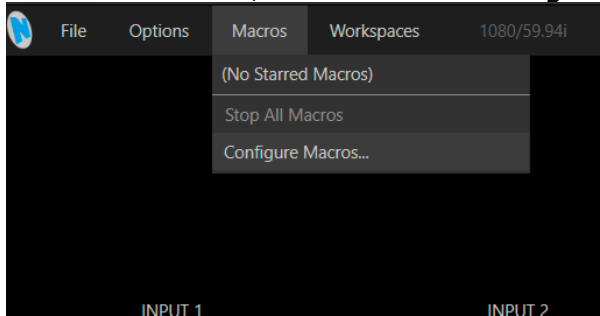 N File Options Macros Workspaces 1080/59.94i
(No Starred Macros)
Stop All Macros
Configure Macros...
INPUT 1 INPUT 2